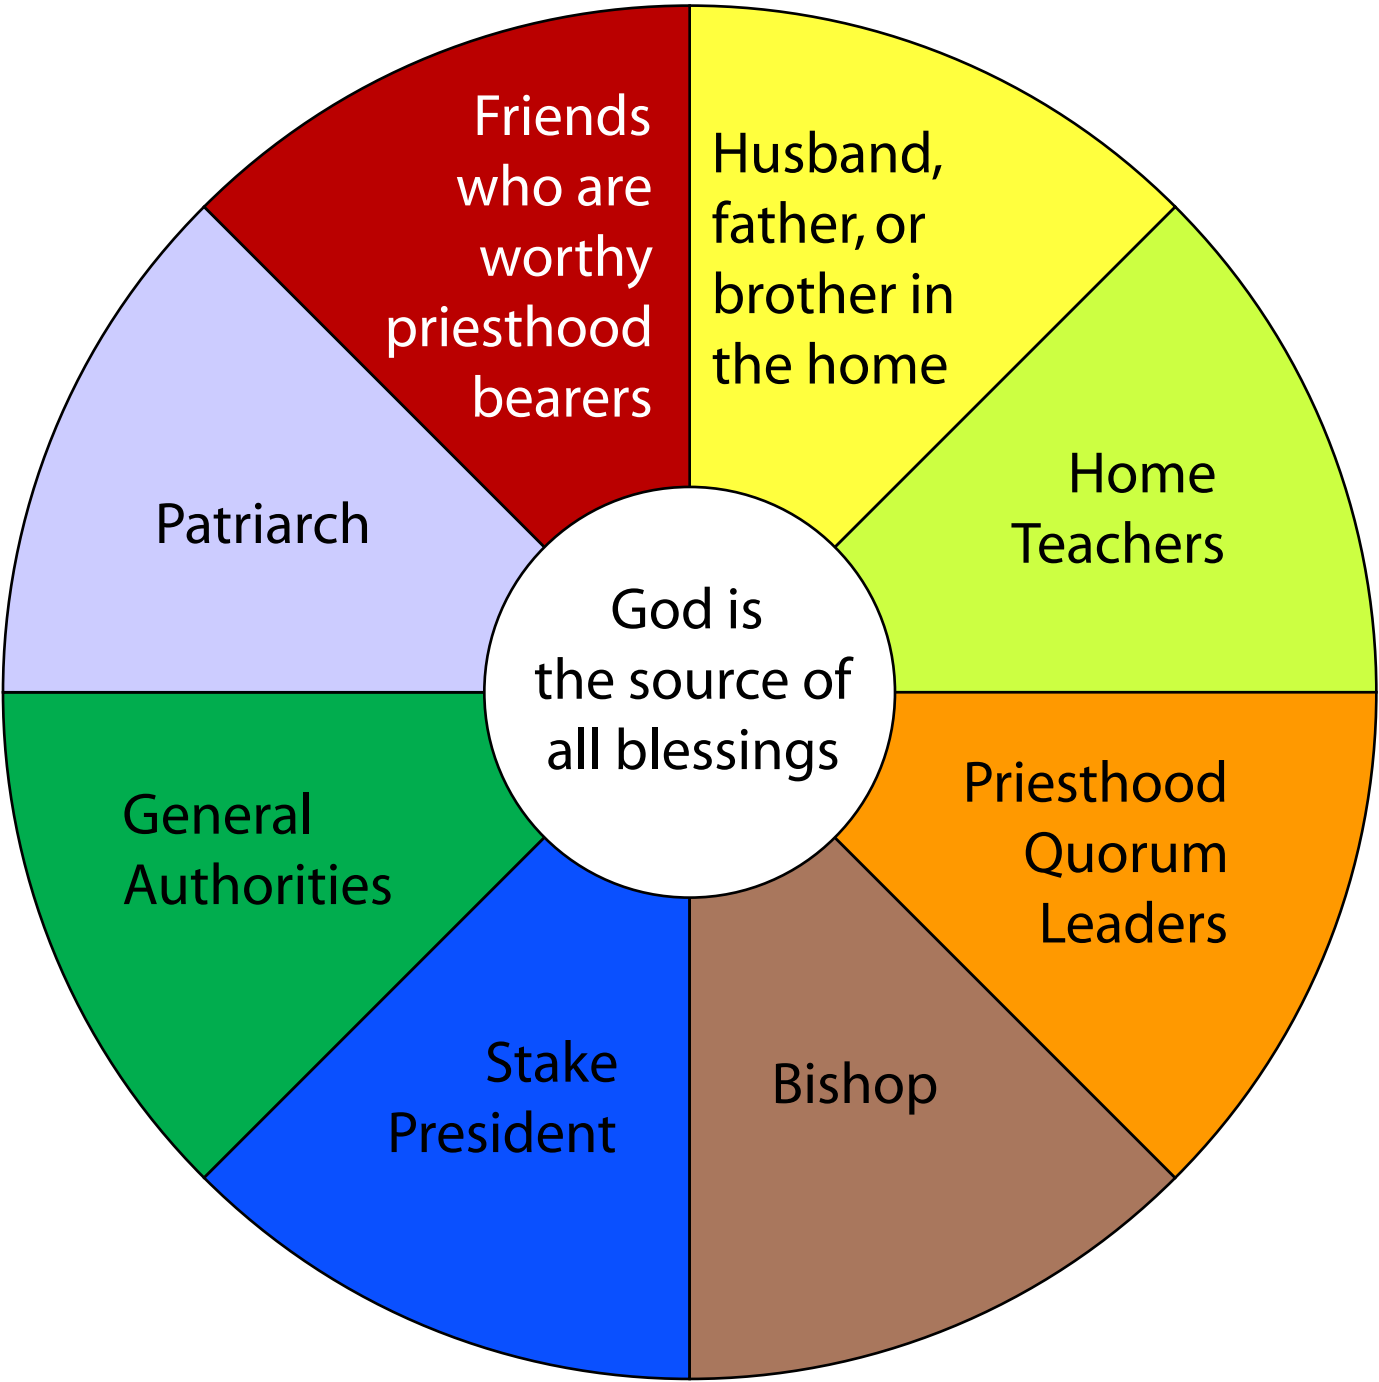 Friends
who are
worthy
priesthood
bearers
Husband,
father, or
brother in
the home
Home
Teachers
Priesthood
Quorum
Leaders
Bishop
Stake
President
General
Authorities
Patriarch
God is
the source of
all blessings